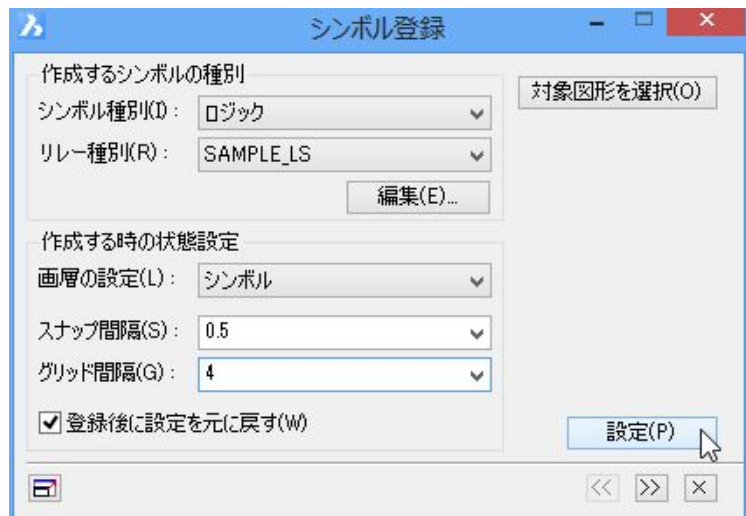 シンボル登録
作成するシンボルの種別
シンボル種別(I): ロジック
リレー種別(R): SAMPLE_LS
編集(E)...
対象図形を選択(O)
作成する時の状態設定
画層の設定(L): シンボル
スナップ間隔(S): 0.5
グリッド間隔(G): 4
登録後に設定を元に戻す(W)
設定(P)